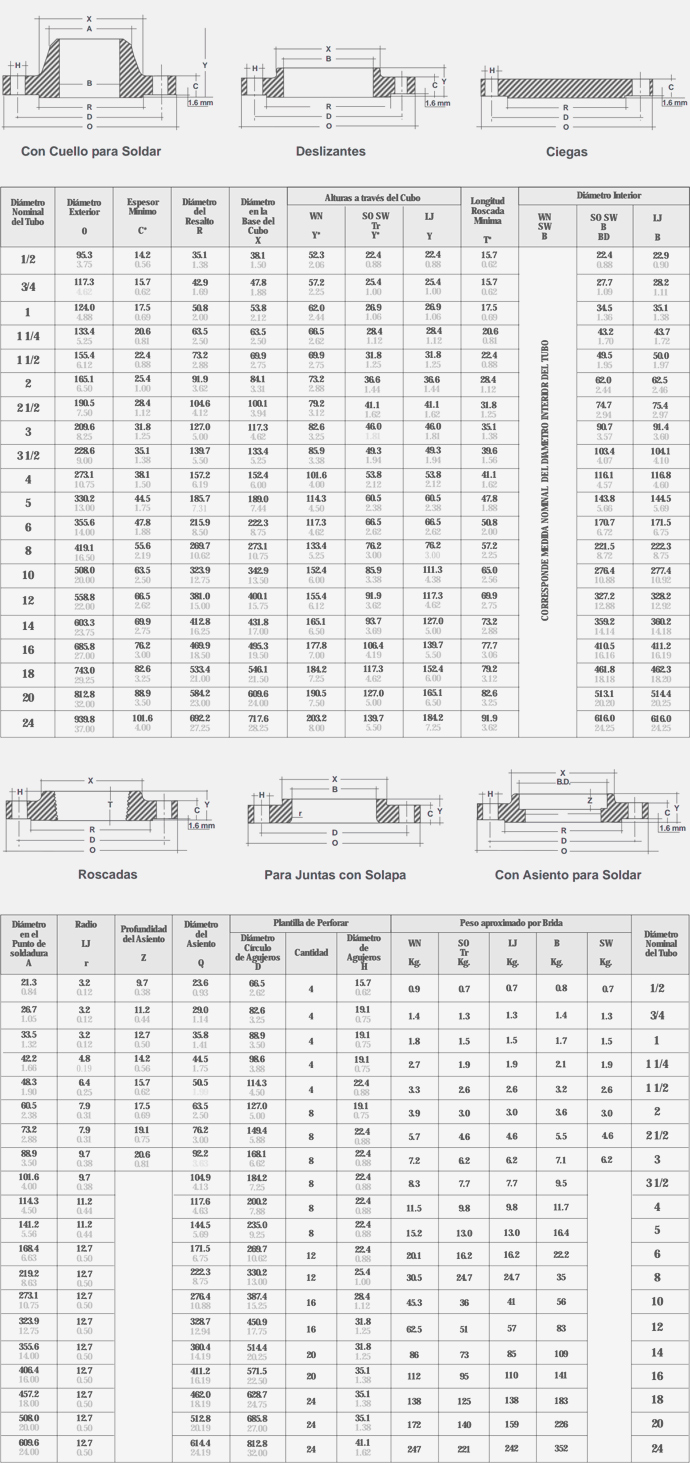 X
A
H
Y
B
C
1.6 mm
R
D
O
X
B
H
Y
C
1.6 mm
R
D
O
H
C
1.6 mm
R
D
O
Con Cuello para Soldar Deslizantes Ciegas
Alturas a través del Cubo Diámetro Interior
Diámetro Nominal del Tubo
Diámetro Exterior 0
Espesor Mínimo C*
Diámetro del Resalto R
Diámetro en la Base del Cubo X
WN Y*
SO SW Tr Y*
LJ Y
Longitud Roscada Mínima T*
WN SW B
SO SW B BD
LJ B
CORRESPONDE MEDIDA NOMINAL DEL DIAMETRO INTERIOR DEL TUBO
1/2 95.3 14.2 35.1 38.1 52.3 22.4 22.4 15.7 22.4 22.9
3.75 0.56 1.38 1.50 2.06 0.88 0.88 0.62 0.88 0.90
3/4 117.3 15.7 42.9 47.8 57.2 25.4 25.4 15.7 27.7 28.2
4.62 0.62 1.69 1.88 2.25 1.00 1.00 0.62 1.09 1.11
1 124.0 17.5 50.8 53.8 62.0 26.9 26.9 17.5 34.5 35.1
4.88 0.69 2.00 2.12 2.44 1.06 1.06 0.69 1.36 1.38
1 1/4 133.4 20.6 63.5 63.5 66.5 28.4 28.4 20.6 43.2 43.7
5.25 0.81 2.50 2.50 2.62 1.12 1.12 0.81 1.70 1.72
1 1/2 155.4 22.4 73.2 69.9 69.9 31.8 31.8 22.4 49.5 50.0
6.12 0.88 2.88 2.75 2.75 1.25 1.25 0.88 1.95 1.97
2 165.1 25.4 91.9 84.1 73.2 36.6 36.6 28.4 62.0 62.5
6.50 1.00 3.62 3.31 2.88 1.44 1.44 1.12 2.44 2.46
2 1/2 190.5 28.4 104.6 100.1 79.2 41.1 41.1 31.8 74.7 75.4
7.50 1.12 4.12 3.94 3.12 1.62 1.62 1.25 2.94 2.97
3 209.6 31.8 127.0 117.3 82.6 46.0 46.0 35.1 90.7 91.4
8.25 1.25 5.00 4.62 3.25 1.81 1.81 1.38 3.57 3.60
3 1/2 228.6 35.1 139.7 133.4 85.9 49.3 49.3 39.6 103.4 104.1
9.00 1.38 5.50 5.25 3.38 1.94 1.94 1.56 4.07 4.10
4 273.1 38.1 157.2 152.4 101.6 53.8 53.8 41.1 116.1 116.8
10.75 1.50 6.19 6.00 4.00 2.12 2.12 1.62 4.57 4.60
5 330.2 44.5 185.7 189.0 114.3 60.5 60.5 47.8 143.8 144.5
13.00 1.75 7.31 7.44 4.50 2.38 2.38 1.88 5.66 5.69
6 355.6 47.8 215.9 222.3 117.3 66.5 66.5 50.8 170.7 171.5
14.00 1.88 8.50 8.75 4.62 2.62 2.62 2.00 6.72 6.75
8 419.1 55.6 269.7 273.1 133.4 76.2 76.2 57.2 221.5 222.3
16.50 2.19 10.62 10.75 5.25 3.00 3.00 2.25 8.72 8.75
10 508.0 63.5 323.9 342.9 152.4 85.9 111.3 65.0 276.4 277.4
20.00 2.50 12.75 13.50 6.00 3.38 4.38 2.56 10.88 10.92
12 558.8 66.5 381.0 400.1 155.4 91.9 117.3 69.9 327.2 328.2
22.00 2.62 15.00 15.75 6.12 3.62 4.62 2.75 12.88 12.92
14 603.3 69.9 412.8 431.8 165.1 93.7 127.0 73.2 359.2 360.2
23.75 2.75 16.25 17.00 6.50 3.69 5.00 2.88 14.14 14.18
16 685.8 76.2 469.9 495.3 177.8 106.4 139.7 77.7 410.5 411.2
27.00 3.00 18.50 19.50 7.00 4.19 5.50 3.06 16.16 16.19
18 743.0 82.6 533.4 546.1 184.2 117.3 152.4 79.2 461.8 462.3
29.25 3.25 21.00 21.50 7.25 4.62 6.00 3.12 18.18 18.20
20 812.8 88.9 584.2 609.6 190.5 127.0 165.1 82.6 513.1 514.4
32.00 3.50 23.00 24.00 7.50 5.00 6.50 3.25 20.20 20.25
24 939.8 101.6 692.2 717.6 203.2 139.7 184.2 91.9 616.0 616.0
37.00 4.00 27.25 28.25 8.00 5.50 7.25 3.62 24.25 24.25
X
H
T
C
Y
1.6 mm
R
D
O
X
B
H
r
C
Y
D
O
X
B.D.
H
Z
C
Y
1.6 mm
R
D
O
Roscadas Para Juntas con Solapa Con Asiento para Soldar
Plantilla de Perforar Peso aproximado por Brida
Diámetro en el Punto de soldadura A
Radio LJ r
Profundidad del Asiento Z
Diámetro del Asiento Q
Diámetro Círculo de Agujeros D
Cantidad
Diámetro de Agujeros H
WN Kg.
SO Tr Kg.
LJ Kg.
B Kg.
SW Kg.
Diámetro Nominal del Tubo
21.3 3.2 9.7 23.6 66.5 4 15.7 0.9 0.7 0.7 0.8 0.7 1/2
0.84 0.12 0.38 0.93 2.62 0.62
26.7 3.2 11.2 29.0 82.6 4 19.1 1.4 1.3 1.3 1.4 1.3 3/4
1.05 0.12 0.44 1.14 3.25 0.75
33.5 3.2 12.7 35.8 88.9 4 19.1 1.8 1.5 1.5 1.7 1.5 1
1.32 0.12 0.50 1.41 3.50 0.75
42.2 4.8 14.2 44.5 98.6 4 19.1 2.7 1.9 1.9 2.1 1.9 1 1/4
1.66 0.19 0.56 1.75 3.88 0.75
48.3 6.4 15.7 50.5 114.3 4 22.4 3.3 2.6 2.6 3.2 2.6 1 1/2
1.90 0.25 0.62 4.50 0.88
60.5 7.9 17.5 63.5 127.0 8 19.1 3.9 3.0 3.0 3.6 3.0 2
2.38 0.31 0.69 2.50 5.00 0.75
73.2 7.9 19.1 76.2 149.4 8 22.4 5.7 4.6 4.6 5.5 4.6 2 1/2
2.88 0.31 0.75 3.00 5.88 0.88
88.9 9.7 20.6 92.2 168.1 8 22.4 7.2 6.2 6.2 7.1 6.2 3
3.50 0.38 0.81 6.62 0.88
101.6 9.7 104.9 184.2 8 22.4 8.3 7.7 7.7 9.5 3 1/2
4.00 0.38 4.13 7.25 0.88
114.3 11.2 117.6 200.2 8 22.4 11.5 9.8 9.8 11.7 4
4.50 0.44 4.63 7.88 0.88
141.2 11.2 144.5 235.0 8 22.4 15.2 13.0 13.0 16.4 5
5.56 0.44 5.69 9.25 0.88
168.4 12.7 171.5 269.7 12 22.4 20.1 16.2 16.2 22.2 6
6.63 0.50 6.75 10.62 0.88
219.2 12.7 222.3 330.2 12 25.4 30.5 24.7 24.7 35 8
8.63 0.50 8.75 13.00 1.00
273.1 12.7 276.4 387.4 16 28.4 45.3 36 41 56 10
10.75 0.50 10.88 15.25 1.12
323.9 12.7 328.7 450.9 16 31.8 62.5 51 57 83 12
12.75 0.50 12.94 17.75 1.25
355.6 12.7 360.4 514.4 20 31.8 86 73 85 109 14
14.00 0.50 14.19 20.25 1.25
406.4 12.7 411.2 571.5 20 35.1 112 95 110 141 16
16.00 0.50 16.19 22.50 1.38
457.2 12.7 462.0 628.7 24 35.1 138 125 138 183 18
18.00 0.50 18.19 24.75 1.38
508.0 12.7 512.8 685.8 24 35.1 172 140 159 226 20
20.00 0.50 20.19 27.00 1.38
609.6 12.7 614.4 812.8 24 41.1 247 221 242 352 24
24.00 0.50 24.19 32.00 1.62